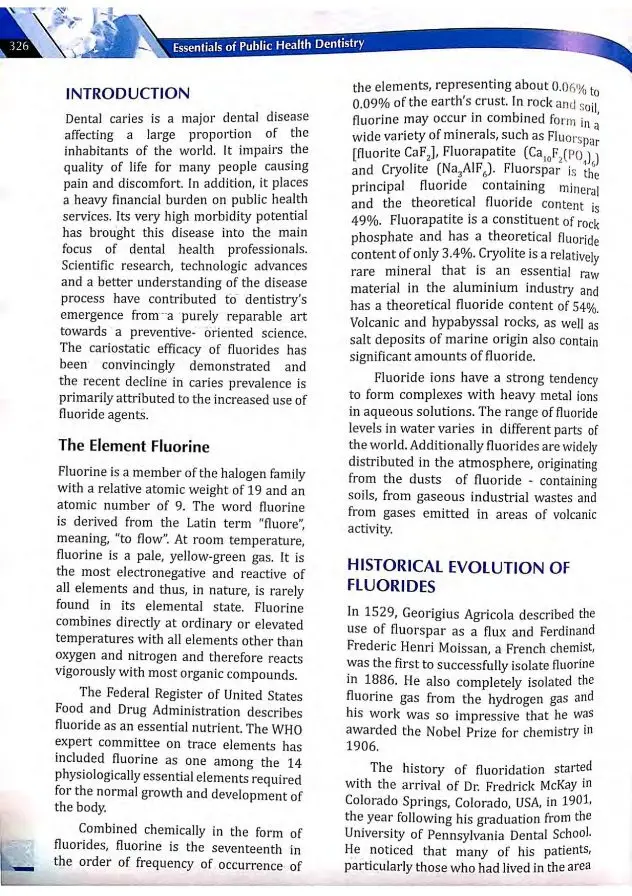 326
Essentials of Public Health Dentistry
INTRODUCTION
Dental caries is a major dental disease
affecting a large proportion of the
inhabitants of the world. It impairs the
quality of life for many people causing
pain and discomfort. In addition, it places
a heavy financial burden on public health
services. Its very high morbidity potential
has brought this disease into the main
focus of dental health professionals.
Scientific research, technologic advances
and a better understanding of the disease
process have contributed to dentistry's
emergence from a purely reparable art
towards a preventive- oriented science.
The cariostatic efficacy of fluorides has
been convincingly demonstrated and
the recent decline in caries prevalence is
primarily attributed to the increased use of
fluoride agents.
The Element Fluorine
Fluorine is a member of the halogen family
with a relative atomic weight of 19 and an
atomic number of 9. The word fluorine
is derived from the Latin term "fluore",
meaning, "to flow". At room temperature,
fluorine is a pale, yellow-green gas. It is
the most electronegative and reactive of
all elements and thus, in nature, is rarely
found in its elemental state. Fluorine
combines directly at ordinary or elevated
temperatures with all elements other than
oxygen and nitrogen and therefore reacts
vigorously with most organic compounds.
The Federal Register of United States
Food and Drug Administration describes
fluoride as an essential nutrient. The WHO
expert committee on trace elements has
included fluorine as one among the 14
physiologically essential elements required
for the normal growth and development of
the body.
Combined chemically in the form of
fluorides, fluorine is the seventeenth in
the order of frequency of occurrence of
the elements, representing about 0.06% to
0.09% of the earth's crust. In rock and soil,
fluorine may occur in combined form in a
wide variety of minerals, such as Fluorspar
[fluorite CaF₂], Fluorapatite (Ca₁₀F₂(PO₄)₆)
and Cryolite (Na₃AlF₆). Fluorspar is the
principal fluoride containing mineral
and the theoretical fluoride content is
49%. Fluorapatite is a constituent of rock
phosphate and has a theoretical fluoride
content of only 3.4%. Cryolite is a relatively
rare mineral that is an essential raw
material in the aluminium industry and
has a theoretical fluoride content of 54%.
Volcanic and hypabyssal rocks, as well as
salt deposits of marine origin also contain
significant amounts of fluoride.
Fluoride ions have a strong tendency
to form complexes with heavy metal ions
in aqueous solutions. The range of fluoride
levels in water varies in different parts of
the world. Additionally fluorides are widely
distributed in the atmosphere, originating
from the dusts of fluoride - containing
soils, from gaseous industrial wastes and
from gases emitted in areas of volcanic
activity.
HISTORICAL EVOLUTION OF
FLUORIDES
In 1529, Georigius Agricola described the
use of fluorspar as a flux and Ferdinand
Frederic Henri Moissan, a French chemist,
was the first to successfully isolate fluorine
in 1886. He also completely isolated the
fluorine gas from the hydrogen gas and
his work was so impressive that he was
awarded the Nobel Prize for chemistry in
1906.
The history of fluoridation started
with the arrival of Dr. Fredrick McKay in
Colorado Springs, Colorado, USA, in 1901,
the year following his graduation from the
University of Pennsylvania Dental School.
He noticed that many of his patients,
particularly those who had lived in the area